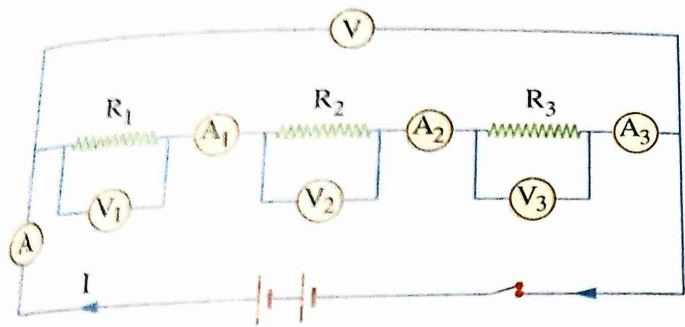 V
R₁ A₁ R₂ A₂ R₃ A₃
V₁ V₂ V₃
A
I